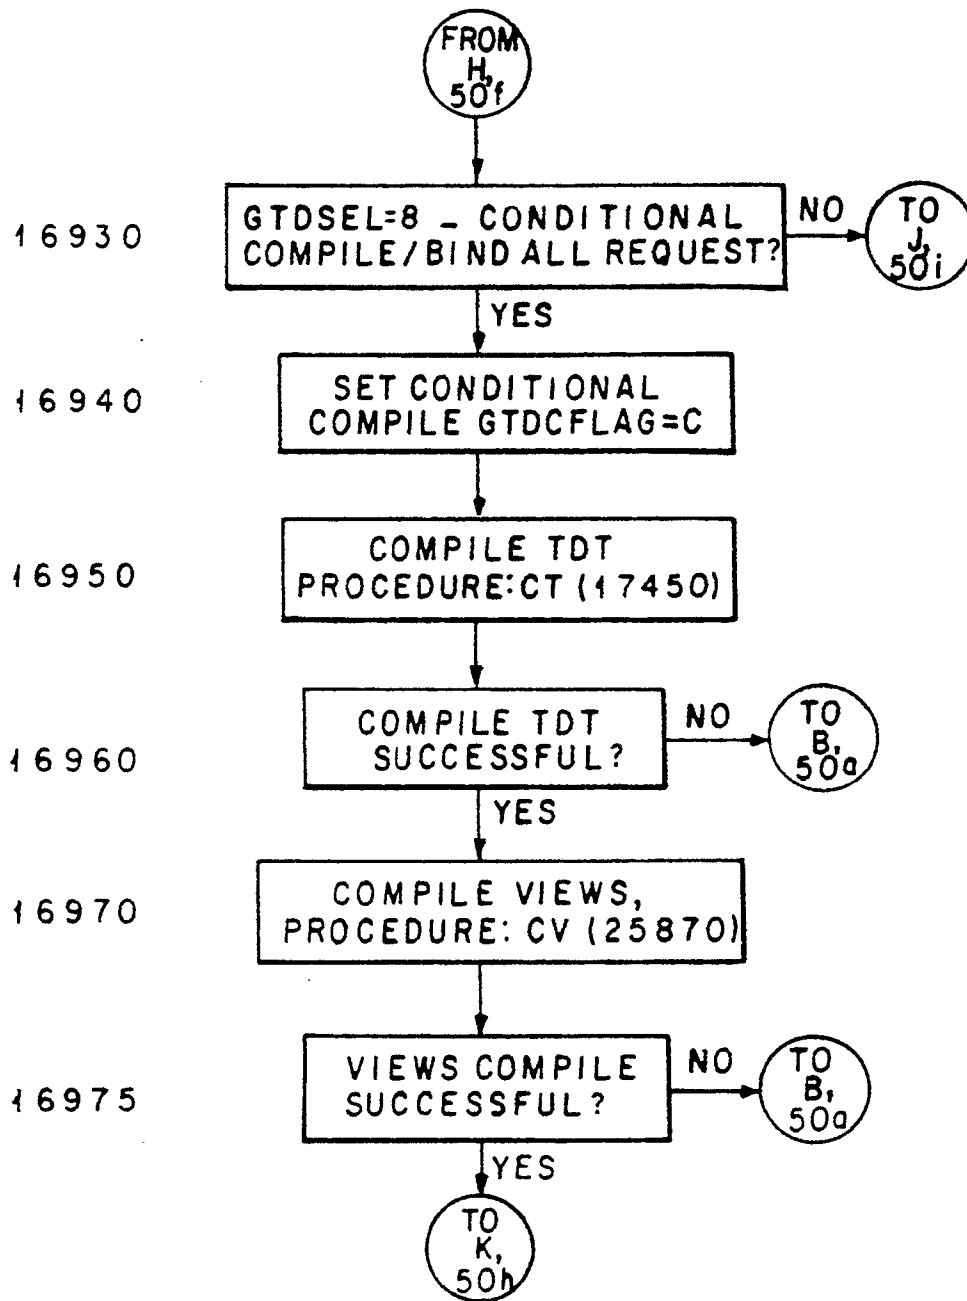 FROM
H,
50f
16930
GTDSEL=8 - CONDITIONAL
COMPILE/BIND ALL REQUEST?
NO
TO
J,
50i
YES
16940
SET CONDITIONAL
COMPILE GTDCFLAG=C
16950
COMPILE TDT
PROCEDURE: CT (17450)
16960
COMPILE TDT
SUCCESSFUL?
NO
TO
B,
50a
YES
16970
COMPILE VIEWS,
PROCEDURE: CV (25870)
16975
VIEWS COMPILE
SUCCESSFUL?
NO
TO
B,
50a
YES
TO
K,
50h